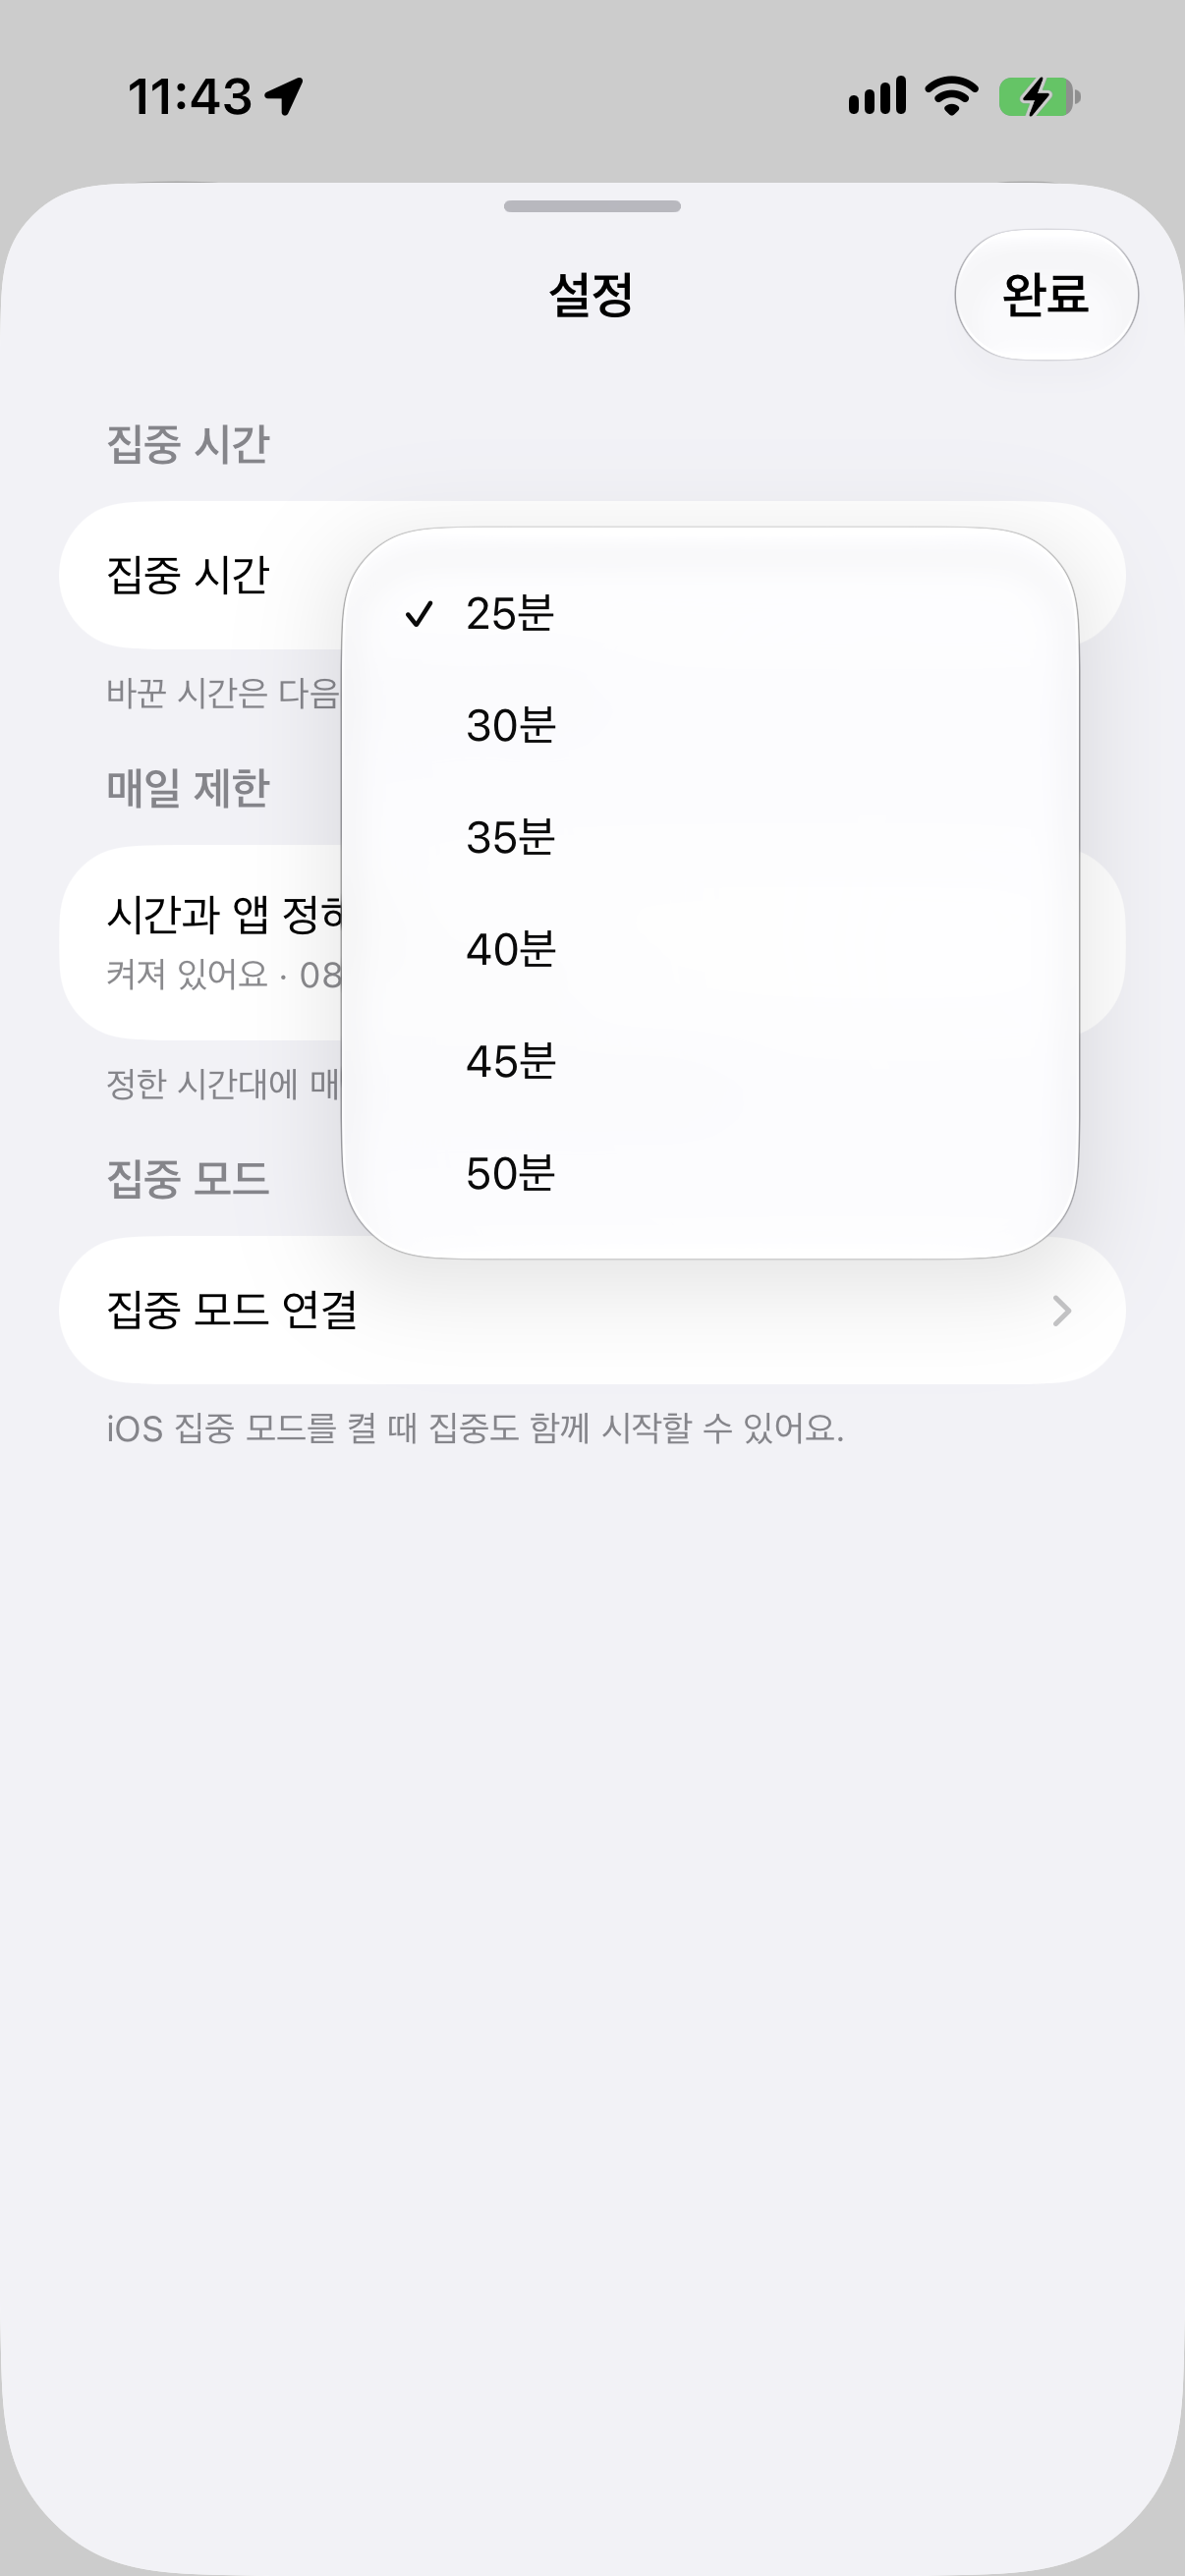 11:43
설정
완료
집중 시간
집중 시간
바꾼 시간은 다음
매일 제한
시간과 앱
켜져 있어요 · 08
정한 시간대에 매
집중 모드
✓ 25분
30분
35분
40분
45분
50분
집중 모드 연결
iOS 집중 모드를 켤 때 집중도 함께 시작할 수 있어요.